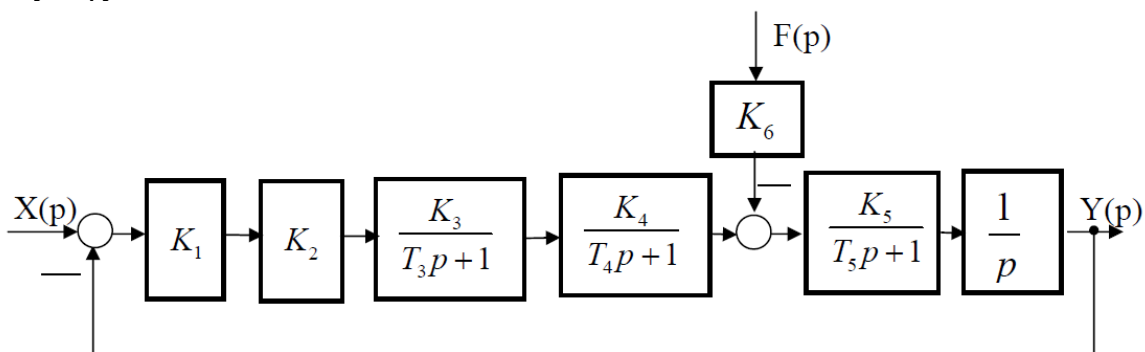 F(p)
K₆
—
X(p)
—
K₁
K₂
K₃
T₃p + 1
K₄
T₄p + 1
K₅
T₅p + 1
1
p
Y(p)